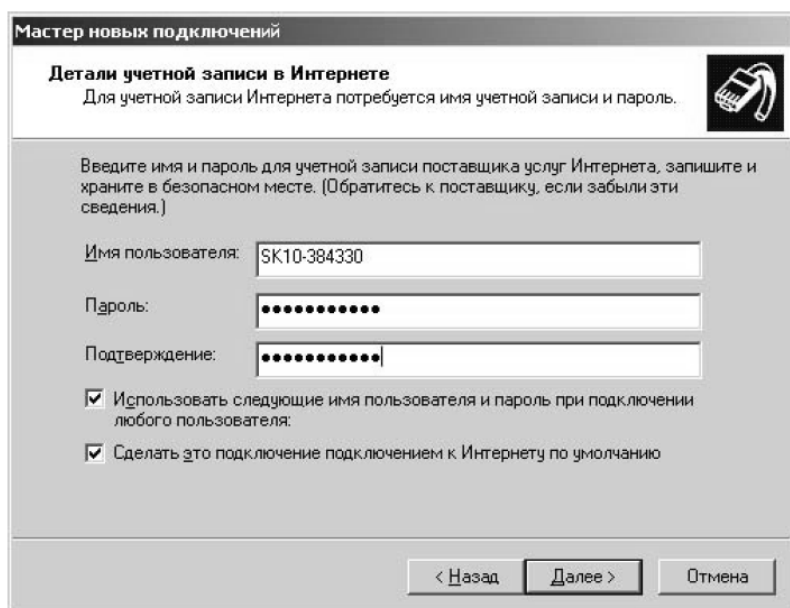 Мастер новых подключений
Детали учетной записи в Интернете
Для учетной записи Интернета потребуется имя учетной записи и пароль.
Введите имя и пароль для учетной записи поставщика услуг Интернета, запишите и
храните в безопасном месте. (Обратитесь к поставщику, если забыли эти
сведения.)
Имя пользователя: SK10-384330
Пароль: •••••••••••
Подтверждение: •••••••••••
Использовать следующие имя пользователя и пароль при подключении
любого пользователя:
Сделать это подключение подключением к Интернету по умолчанию
< Назад Далее > Отмена